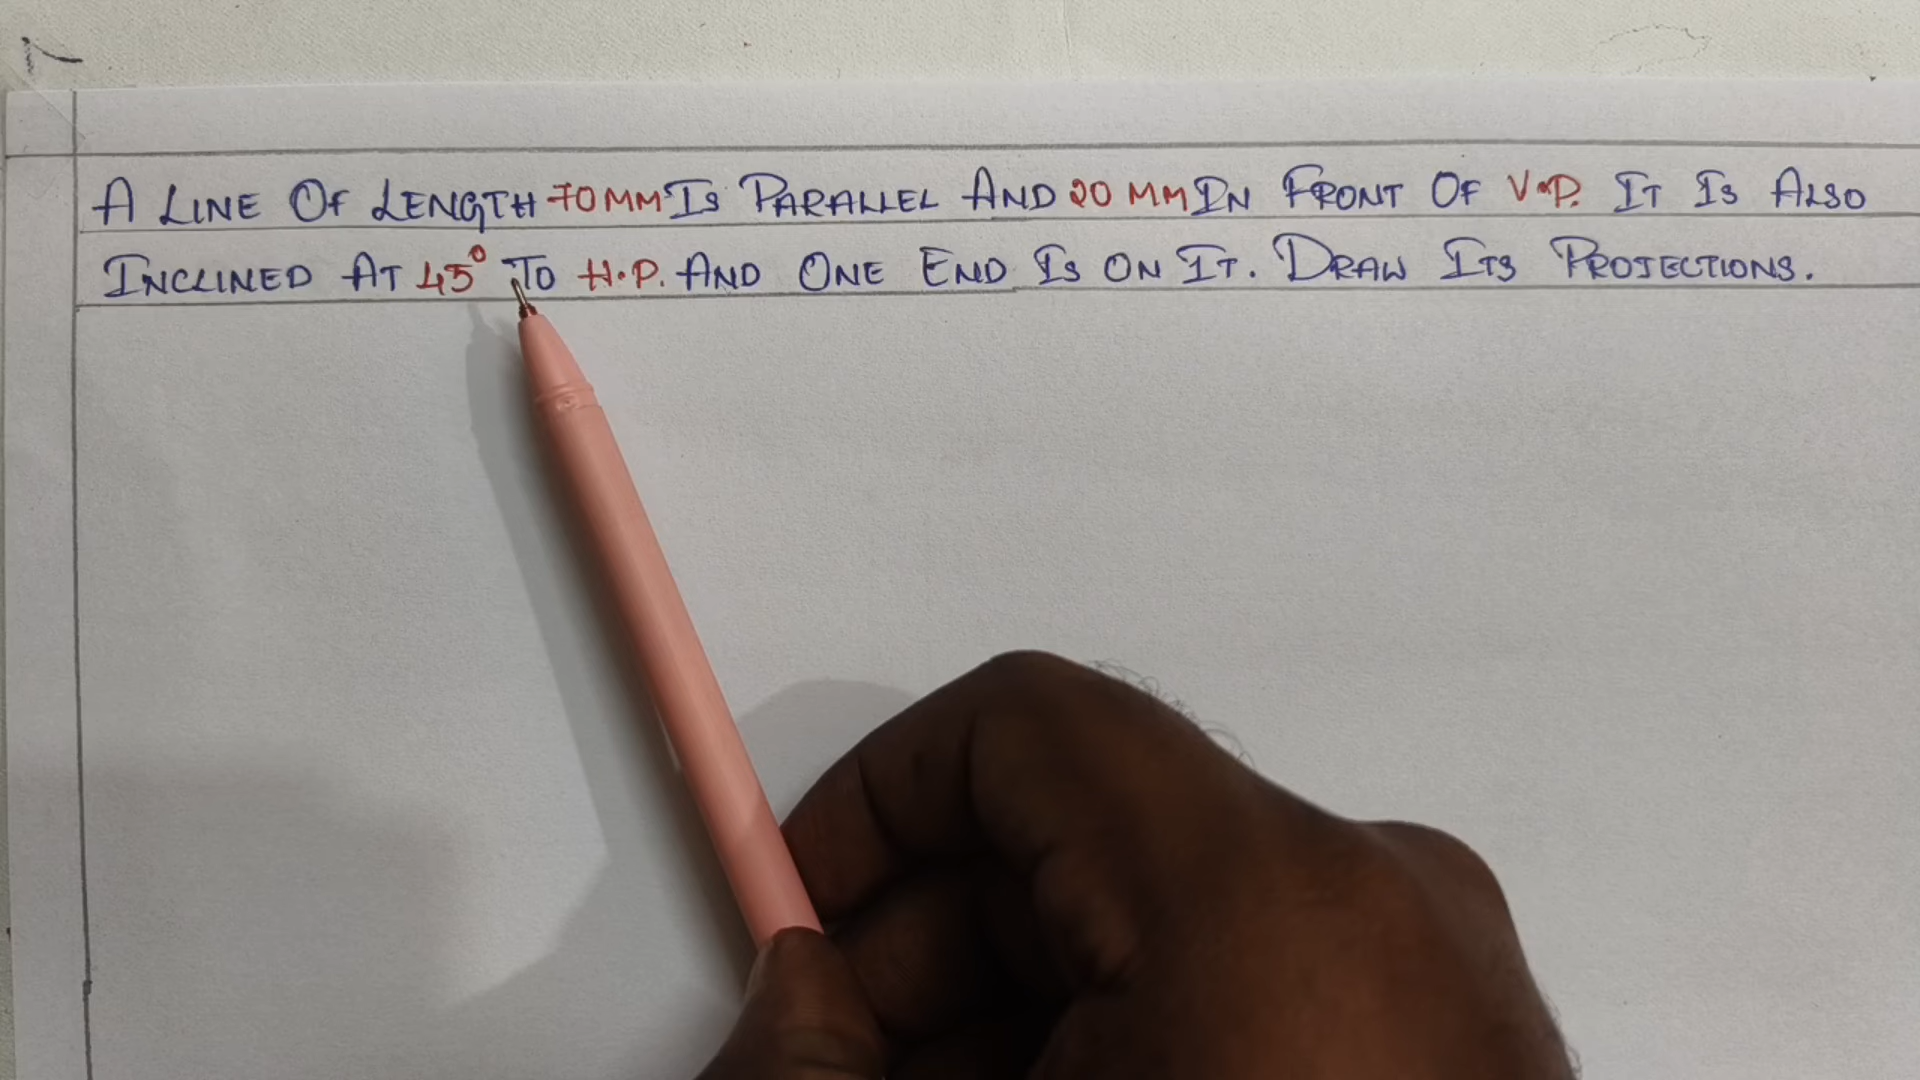 A LINE OF LENGTH 70 MM IS PARALLEL AND 20 MM IN FRONT OF V.P. IT IS ALSO
INCLINED AT 45° TO H.P. AND ONE END IS ON IT. DRAW ITS PROJECTIONS.